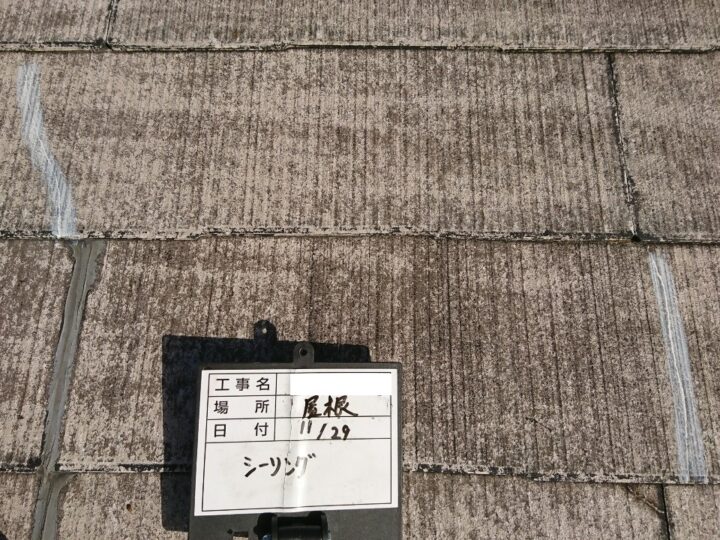 工事名
場所 屋根
日付 11/29
シーリング